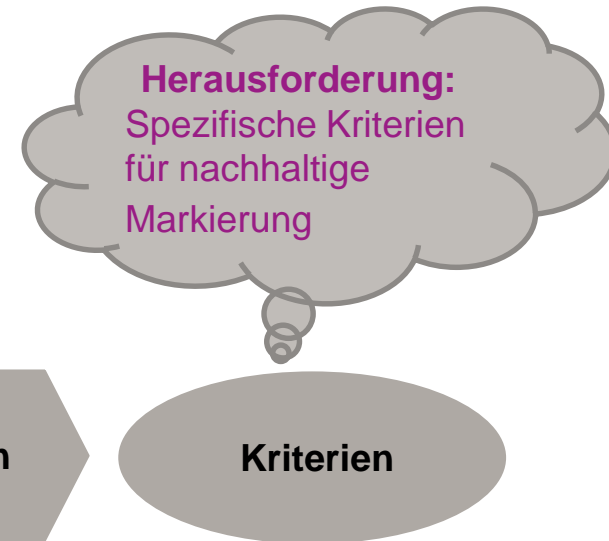 Herausforderung:
Spezifische Kriterien
für nachhaltige
Markierung
Kriterien